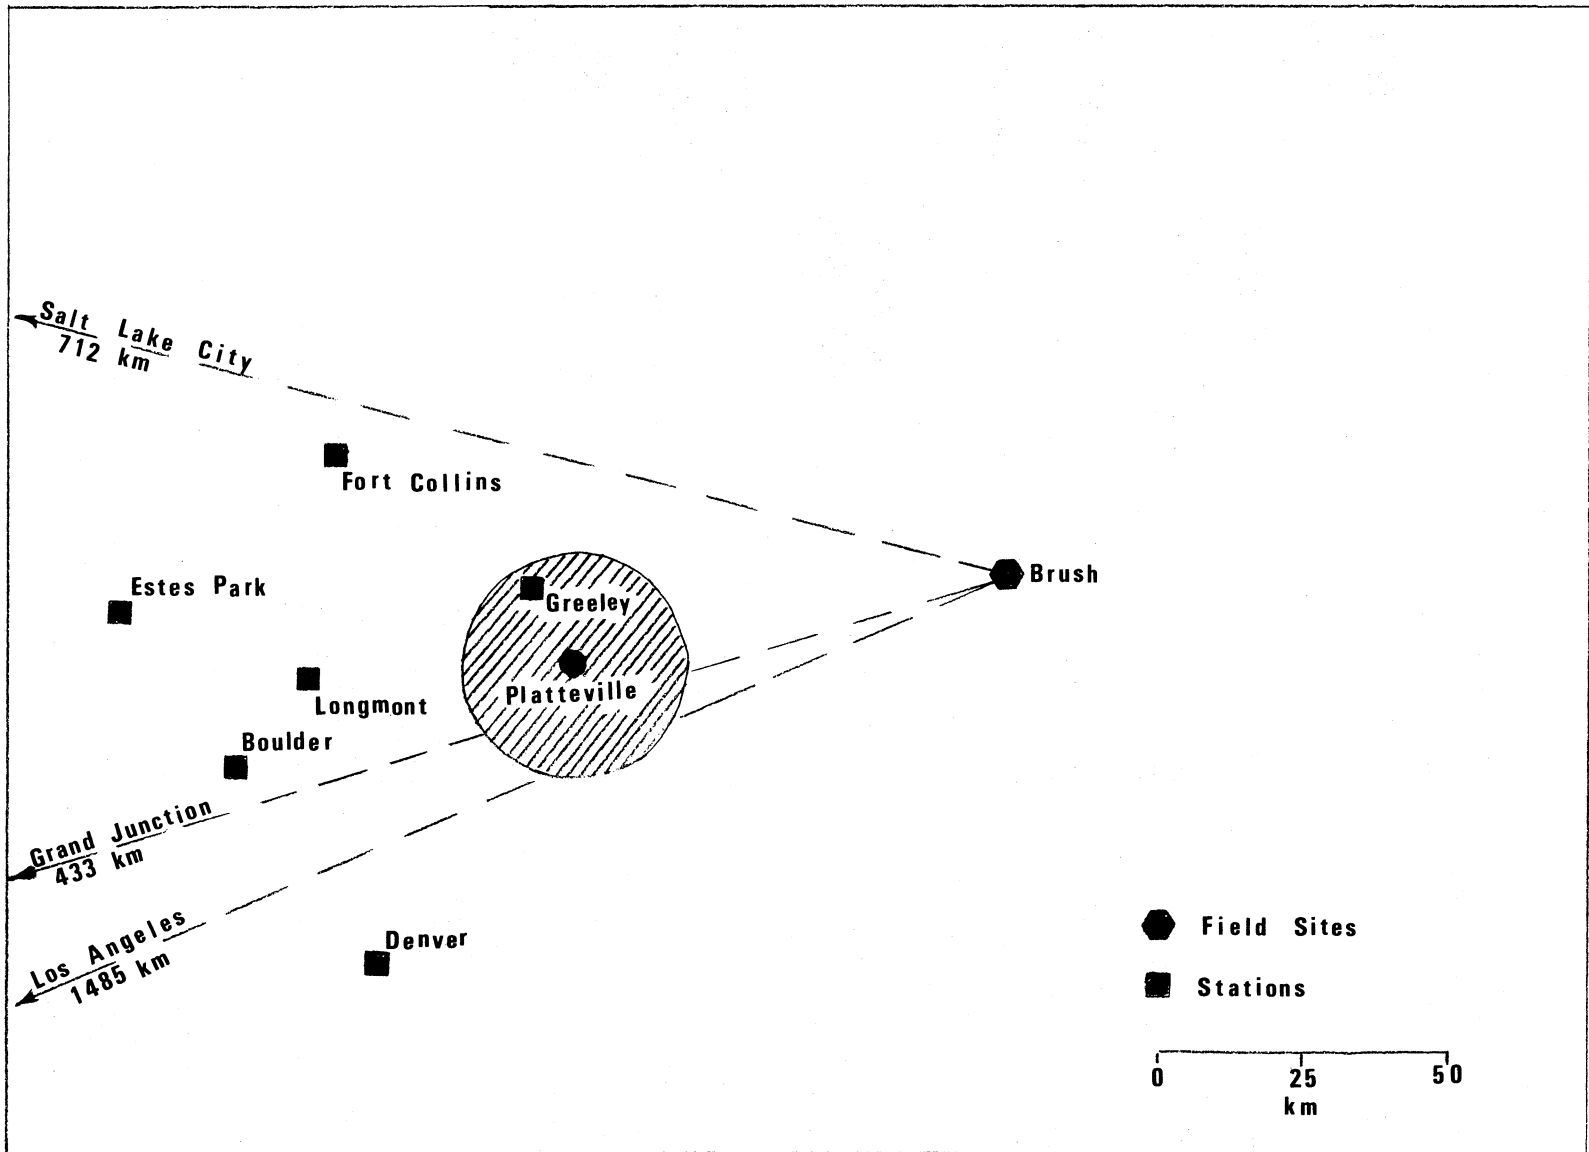 Salt Lake City
712 km
Fort Collins
Brush
Estes Park
Greeley
Platteville
Longmont
Boulder
Grand Junction
433 km
Los Angeles
1485 km
Denver
Field Sites
Stations
0 25 50
km